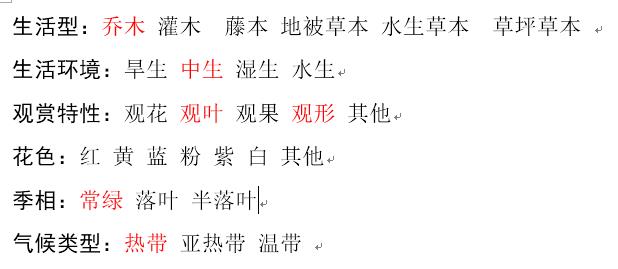 生活型：乔木 灌木 藤本 地被草本 水生草本 草坪草本
生活环境：旱生 中生 湿生 水生
观赏特性：观花 观叶 观果 观形 其他
花色：红 黄 蓝 粉 紫 白 其他
季相：常绿 落叶 半落叶
气候类型：热带 亚热带 温带